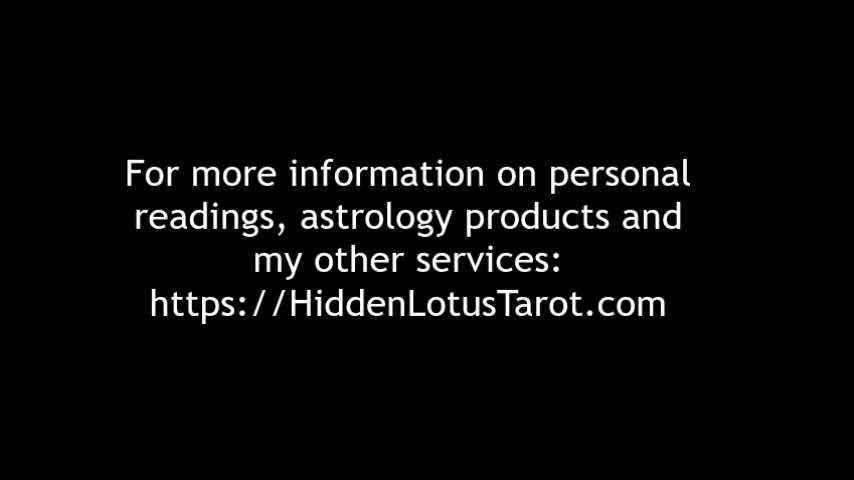 For more information on personal
readings, astrology products and
my other services:
https://HiddenLotusTarot.com